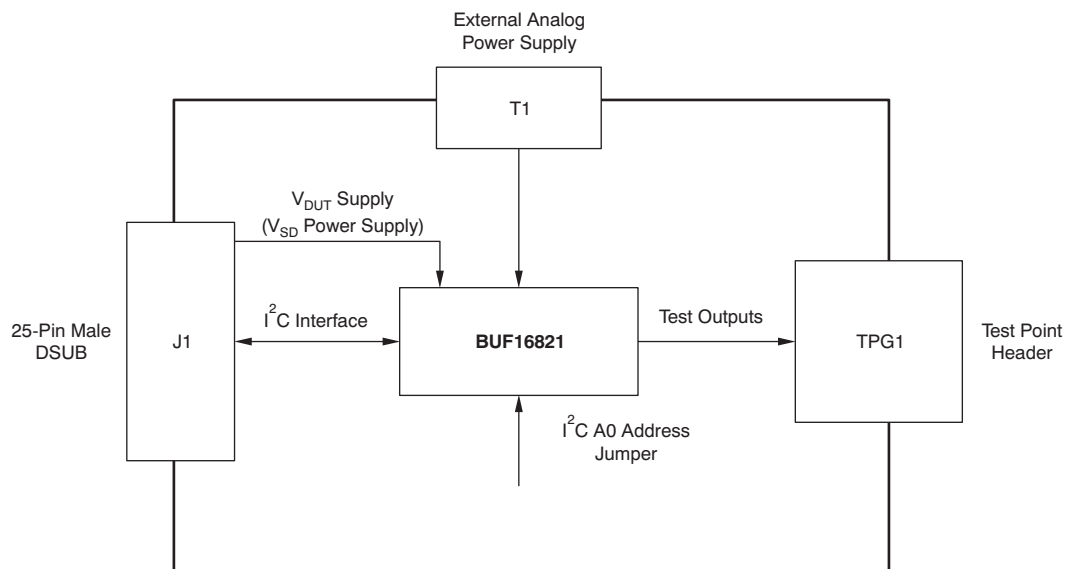 External Analog
Power Supply
T1
V_DUT Supply
(V_SD Power Supply)
25-Pin Male
DSUB
J1
I²C Interface
BUF16821
Test Outputs
TPG1
Test Point
Header
I²C A0 Address
Jumper